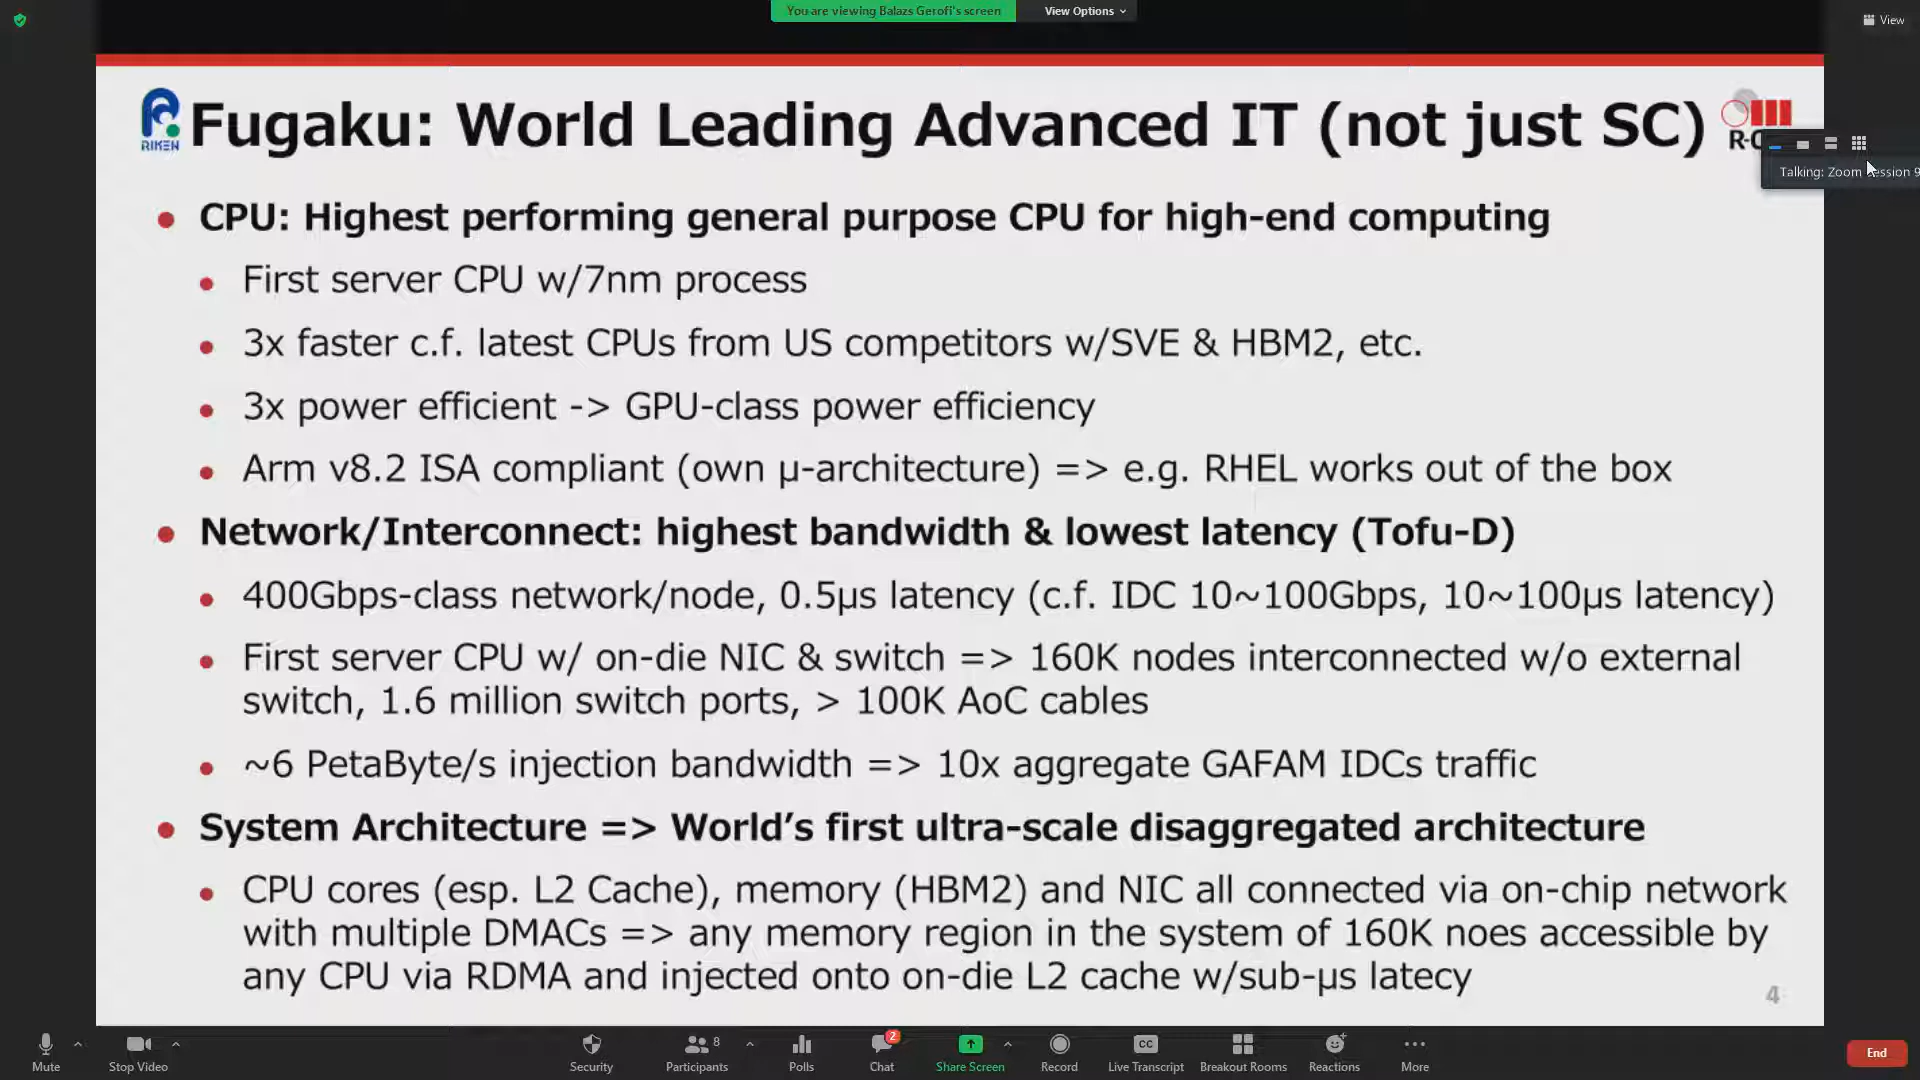 You are viewing Balazs Gerofi's screen
View Options
View
RIKEN
Fugaku: World Leading Advanced IT (not just SC)
Talking: Zoom
CPU: Highest performing general purpose CPU for high-end computing
First server CPU w/7nm process
3x faster c.f. latest CPUs from US competitors w/SVE & HBM2, etc.
3x power efficient -> GPU-class power efficiency
Arm v8.2 ISA compliant (own µ-architecture) => e.g. RHEL works out of the box
Network/Interconnect: highest bandwidth & lowest latency (Tofu-D)
400Gbps-class network/node, 0.5µs latency (c.f. IDC 10~100Gbps, 10~100µs latency)
First server CPU w/ on-die NIC & switch => 160K nodes interconnected w/o external
switch, 1.6 million switch ports, > 100K AoC cables
~6 PetaByte/s injection bandwidth => 10x aggregate GAFAM IDCs traffic
System Architecture => World’s first ultra-scale disaggregated architecture
CPU cores (esp. L2 Cache), memory (HBM2) and NIC all connected via on-chip network
with multiple DMACs => any memory region in the system of 160K noes accessible by
any CPU via RDMA and injected onto on-die L2 cache w/sub-µs latecy
4
Mute
Stop Video
Security
Participants
8
Polls
Chat
2
Share Screen
Record
CC
Live Transcript
Breakout Rooms
Reactions
More
End